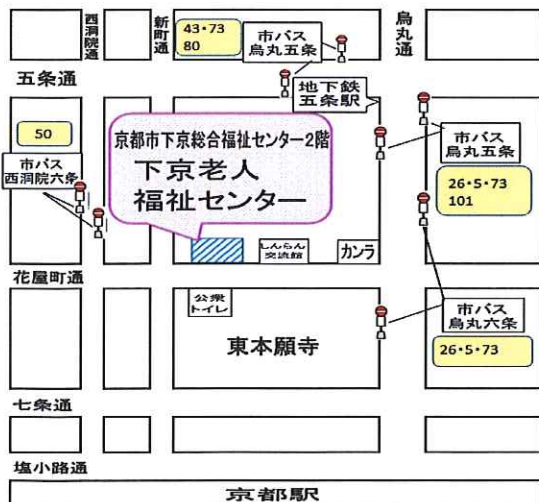 西洞院通
新町通
43・73
80
市バス
烏丸五条
烏丸通
五条通
地下鉄
五条駅
50
市バス
西洞院六条
京都市下京総合福祉センター2階
下京老人
福祉センター
市バス
烏丸五条
26・5・73
101
しんらん
交流館
カンラ
花屋町通
公衆
トイレ
東本願寺
市バス
烏丸六条
26・5・73
七条通
塩小路通
京都駅